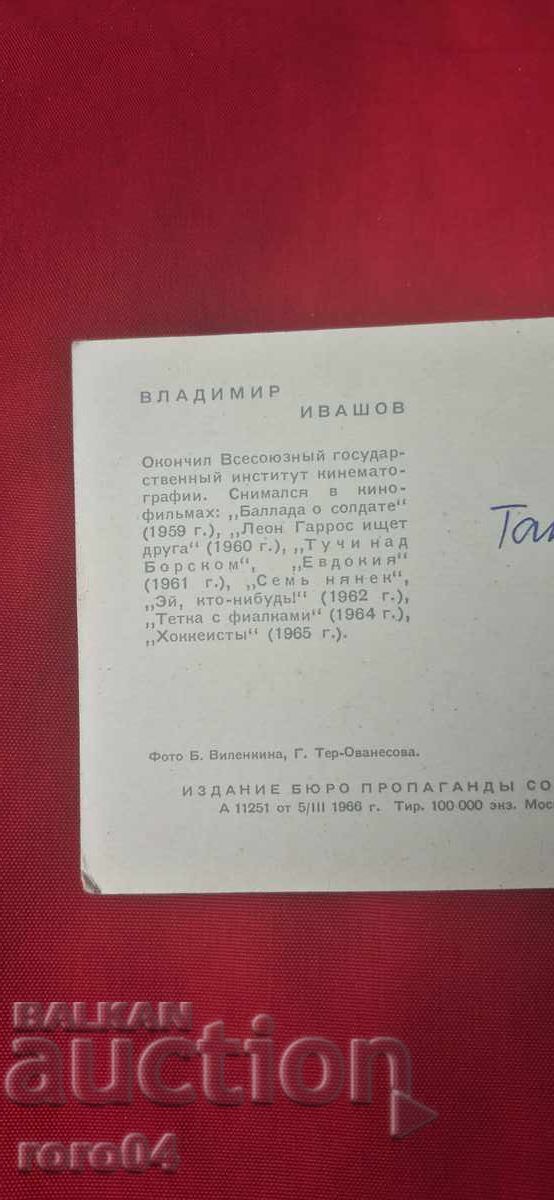 ВЛАДИМИР
ИВАШОВ
Окончил Всесоюзный государ-
ственный институт кинемато-
графии. Снимался в кино-
фильмах: „Баллада о солдате“
(1959 г.), „Леон Гаррос ищет
друга“ (1960 г.), „Тучи над
Борском“, „Евдокия“
(1961 г.), „Семь нянек“,
„Эй, кто-нибудь!“ (1962 г.),
„Тетка с фиалками“ (1964 г.),
„Хоккеисты“ (1965 г.).
Фото Б. Виленкина, Г. Тер-Ованесова.
ИЗДАНИЕ БЮРО ПРОПАГАНДЫ СО
А 11251 от 5/III 1966 г. Тир. 100 000 экз. Мос
BALKAN
auction
roro04